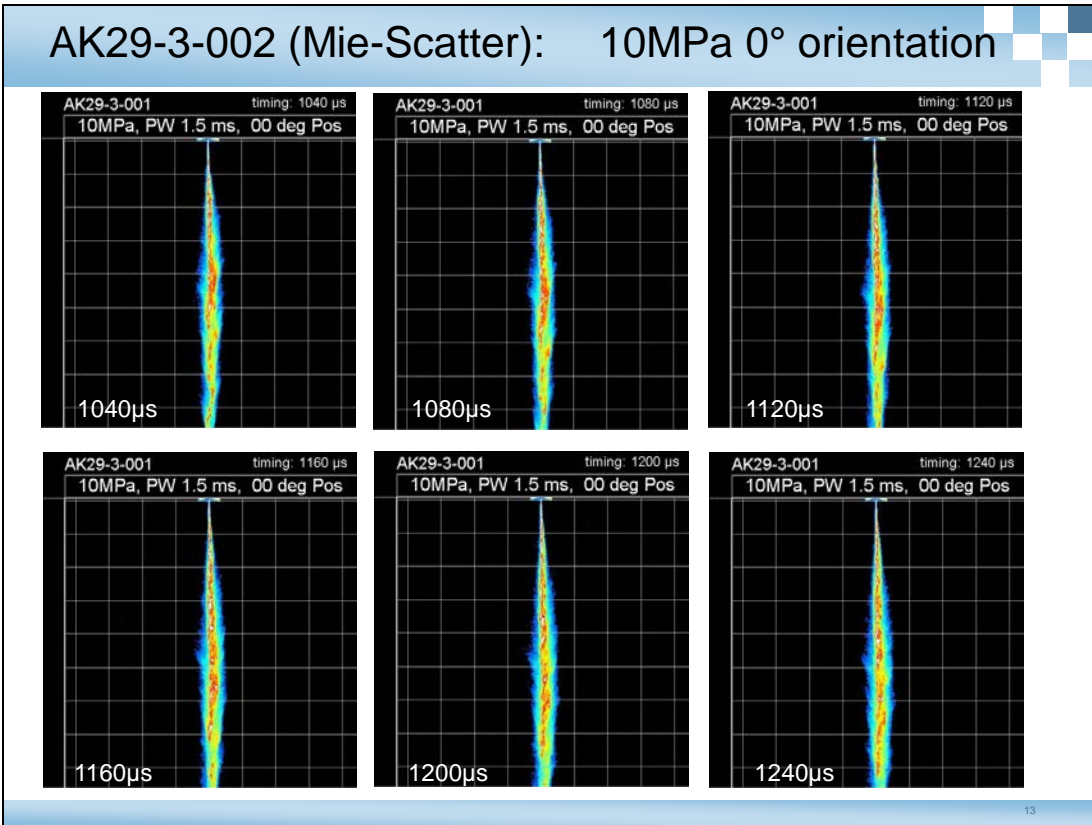 AK29-3-002 (Mie-Scatter): 10MPa 0° orientation
AK29-3-001 timing: 1040 µs
10MPa, PW 1.5 ms, 00 deg Pos
1040µs
AK29-3-001 timing: 1080 µs
10MPa, PW 1.5 ms, 00 deg Pos
1080µs
AK29-3-001 timing: 1120 µs
10MPa, PW 1.5 ms, 00 deg Pos
1120µs
AK29-3-001 timing: 1160 µs
10MPa, PW 1.5 ms, 00 deg Pos
1160µs
AK29-3-001 timing: 1200 µs
10MPa, PW 1.5 ms, 00 deg Pos
1200µs
AK29-3-001 timing: 1240 µs
10MPa, PW 1.5 ms, 00 deg Pos
1240µs
13